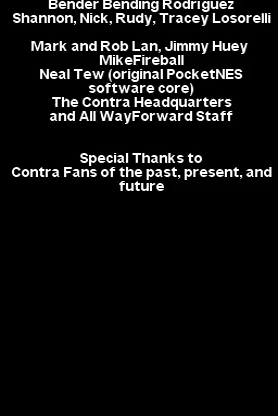 Bender Bending Rodriguez
Shannon, Nick, Rudy, Tracey Losorelli
Mark and Rob Lan, Jimmy Huey
MikeFireball
Neal Tew (original PocketNES
software core)
The Contra Headquarters
and All WayForward Staff
Special Thanks to
Contra Fans of the past, present, and
future